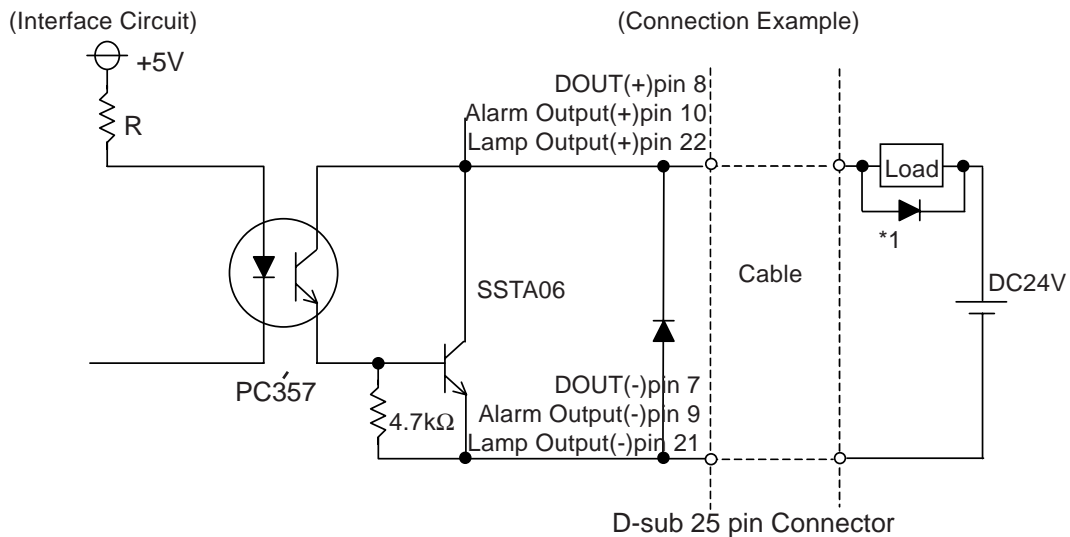 (Interface Circuit)
(Connection Example)
+5V
R
DOUT(+)pin 8
Alarm Output(+)pin 10
Lamp Output(+)pin 22
Load
*1
Cable
DC24V
SSTA06
PC357
4.7kΩ
DOUT(-)pin 7
Alarm Output(-)pin 9
Lamp Output(-)pin 21
D-sub 25 pin Connector